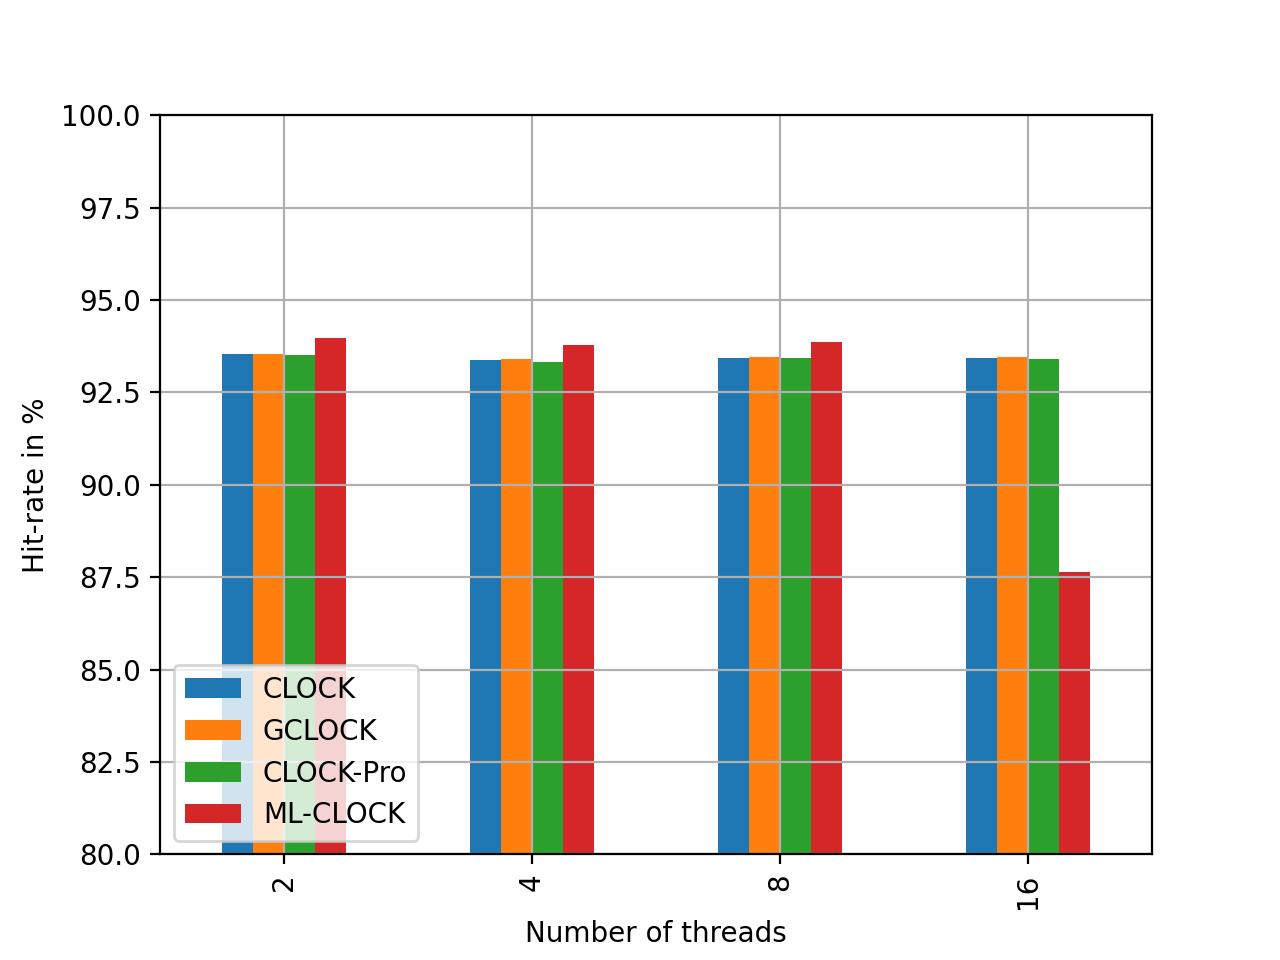 100.0
97.5
95.0
92.5
90.0
87.5
85.0
82.5
80.0
Hit-rate in %
CLOCK
GCLOCK
CLOCK-Pro
ML-CLOCK
2
4
8
16
Number of threads